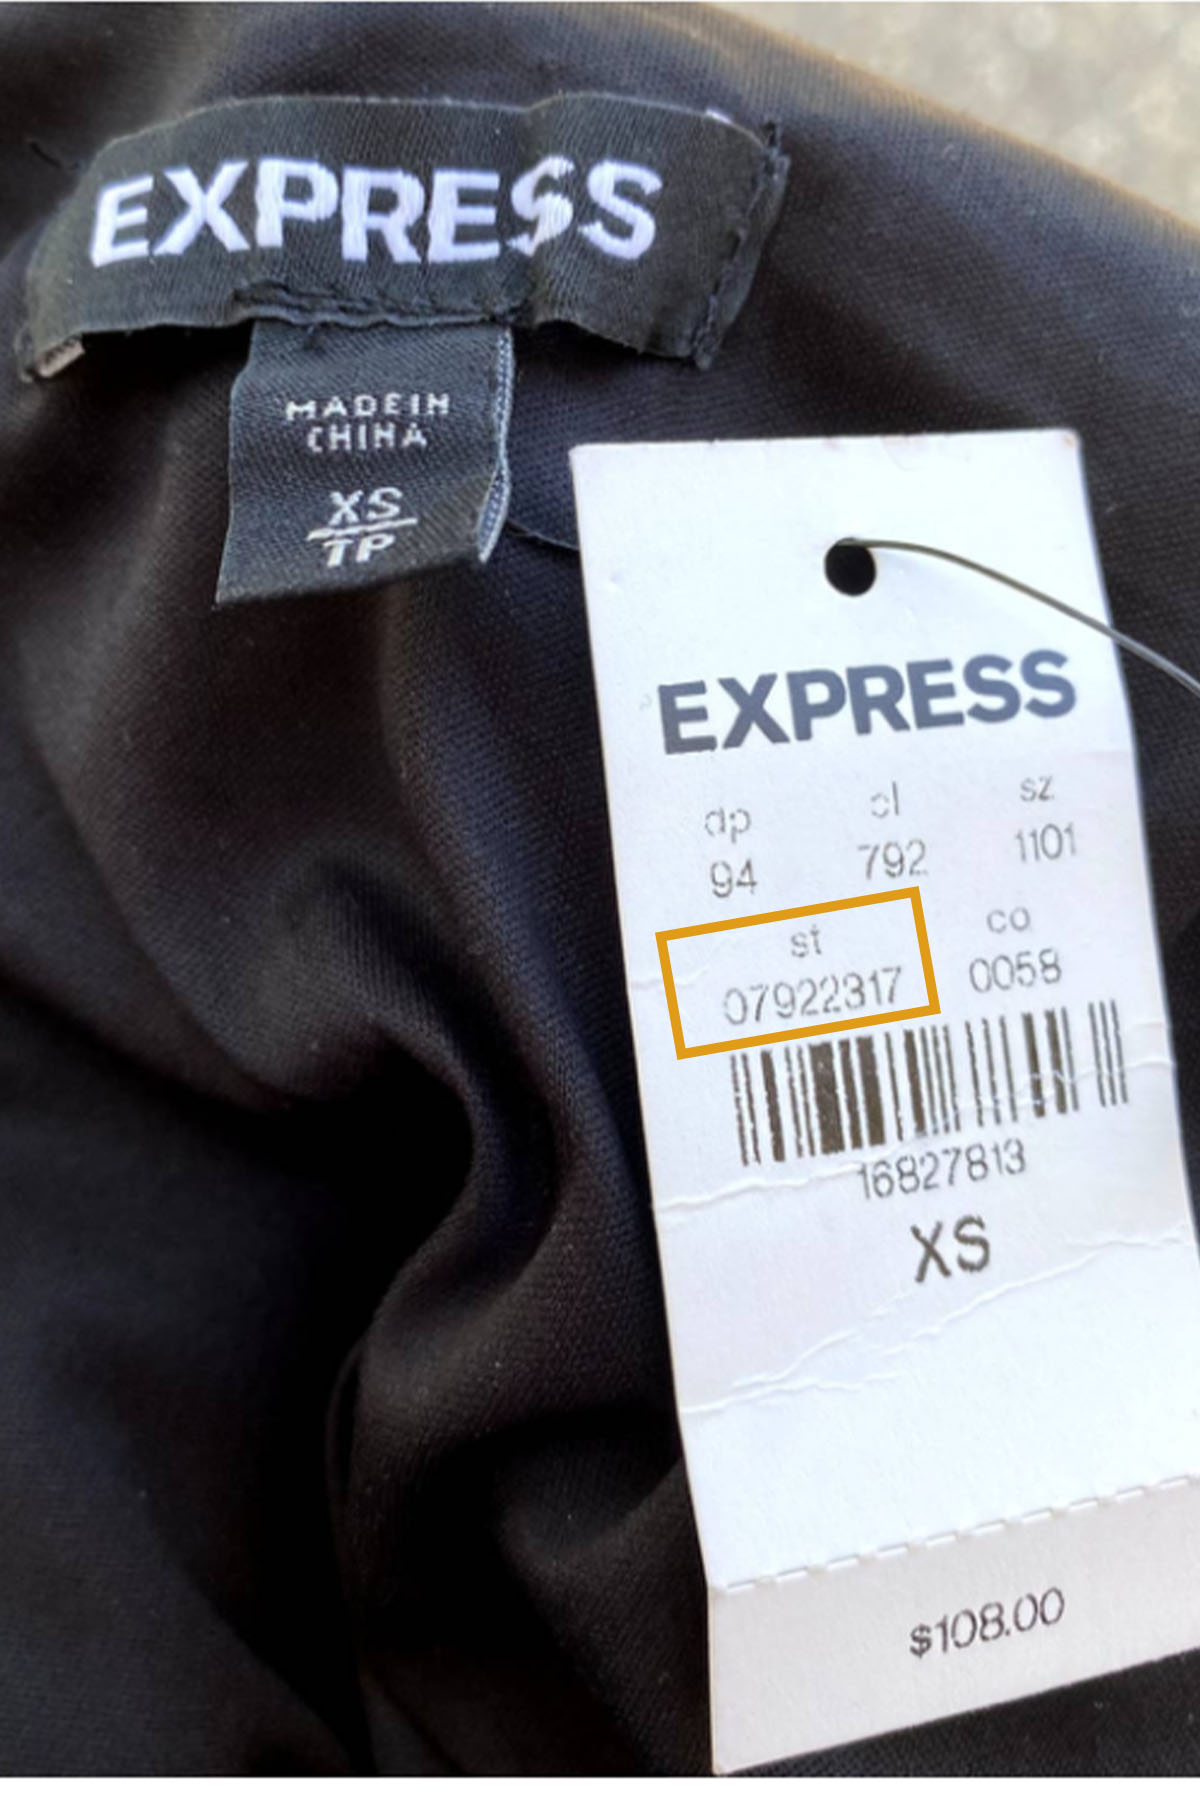 EXPRESS
MADE IN
CHINA
XS
TP
EXPRESS
dp cl sz
94 792 1101
st co
07922317 0058
16827813
XS
$108.00